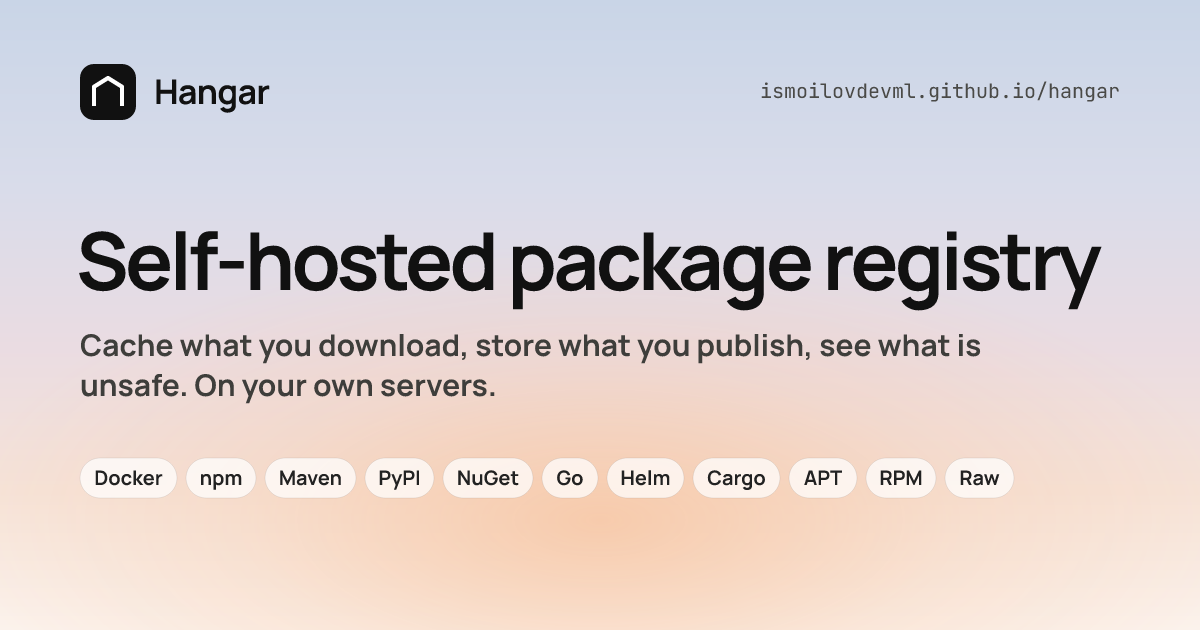 Hangar
ismoilovdevml.github.io/hangar
Self-hosted package registry
Cache what you download, store what you publish, see what is
unsafe. On your own servers.
Docker npm Maven PyPI NuGet Go Helm Cargo APT RPM Raw